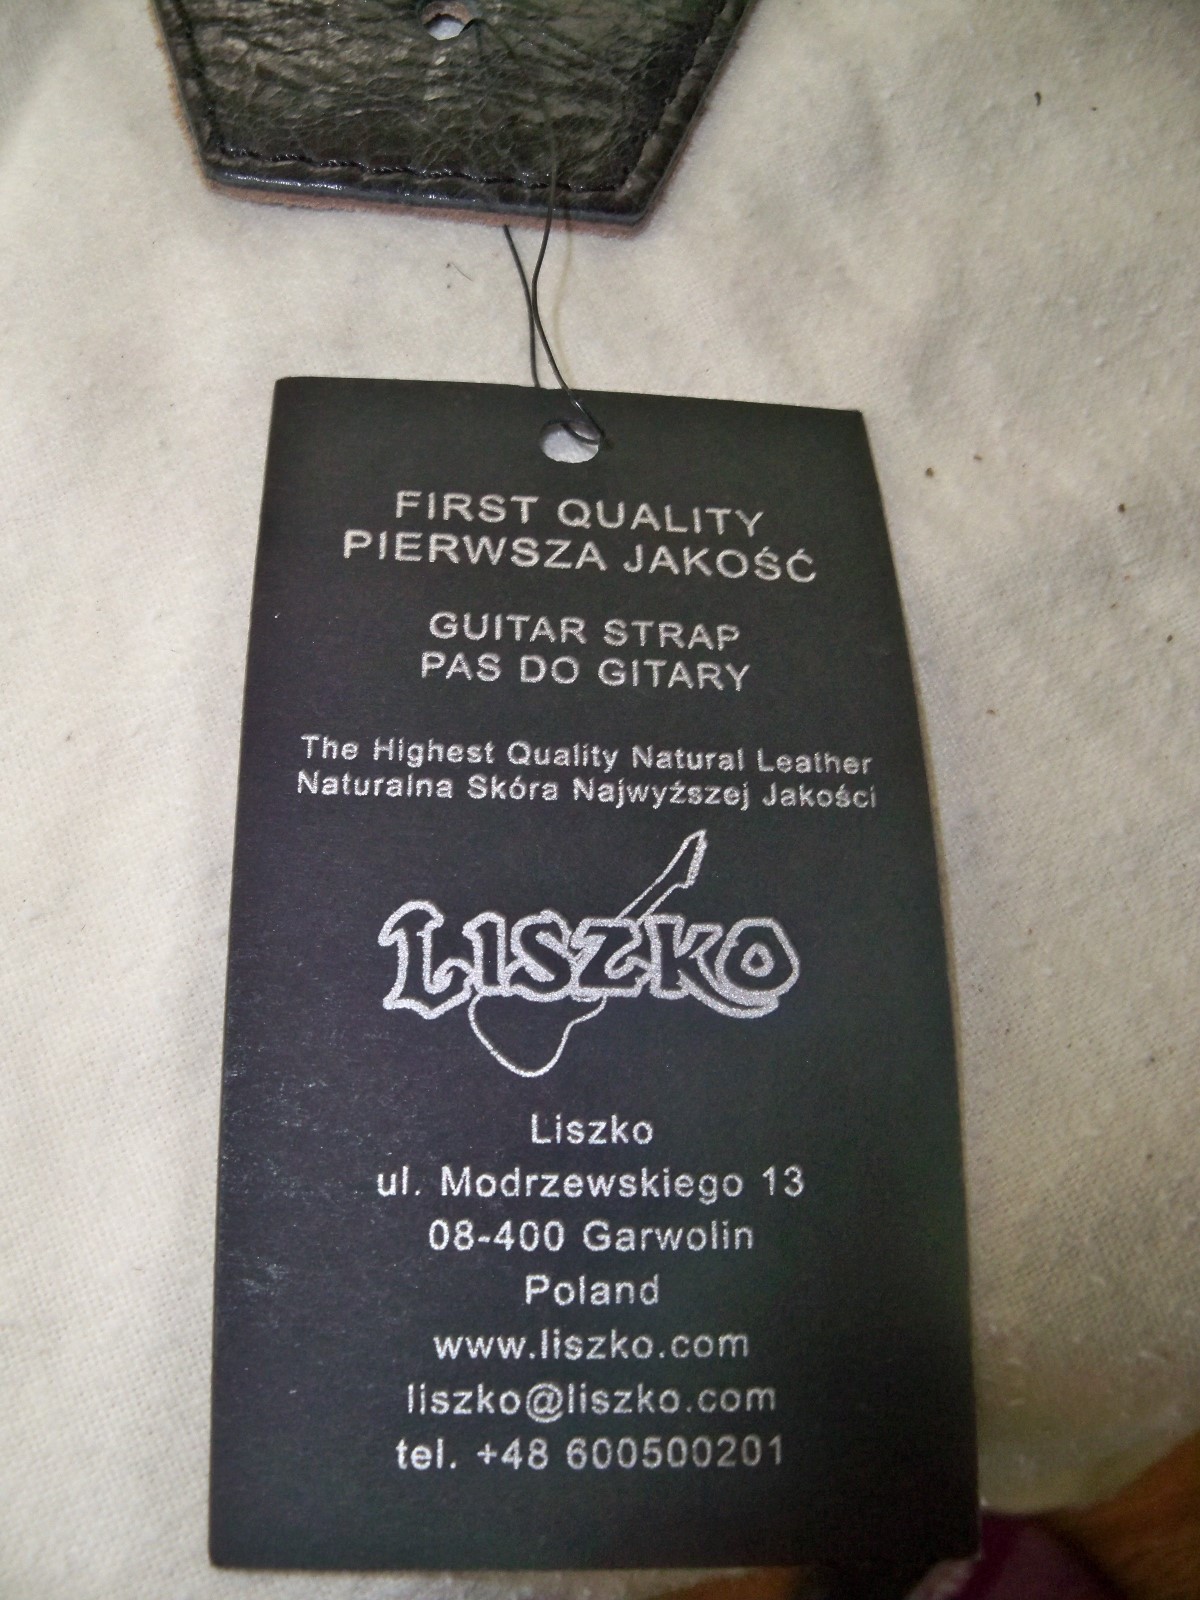 FIRST QUALITY
PIERWSZA JAKOŚĆ
GUITAR STRAP
PAS DO GITARY
The Highest Quality Natural Leather
Naturalna Skóra Najwyższej Jakości
LISZKO
Liszko
ul. Modrzewskiego 13
08-400 Garwolin
Poland
www.liszko.com
liszko@liszko.com
tel. +48 600500201